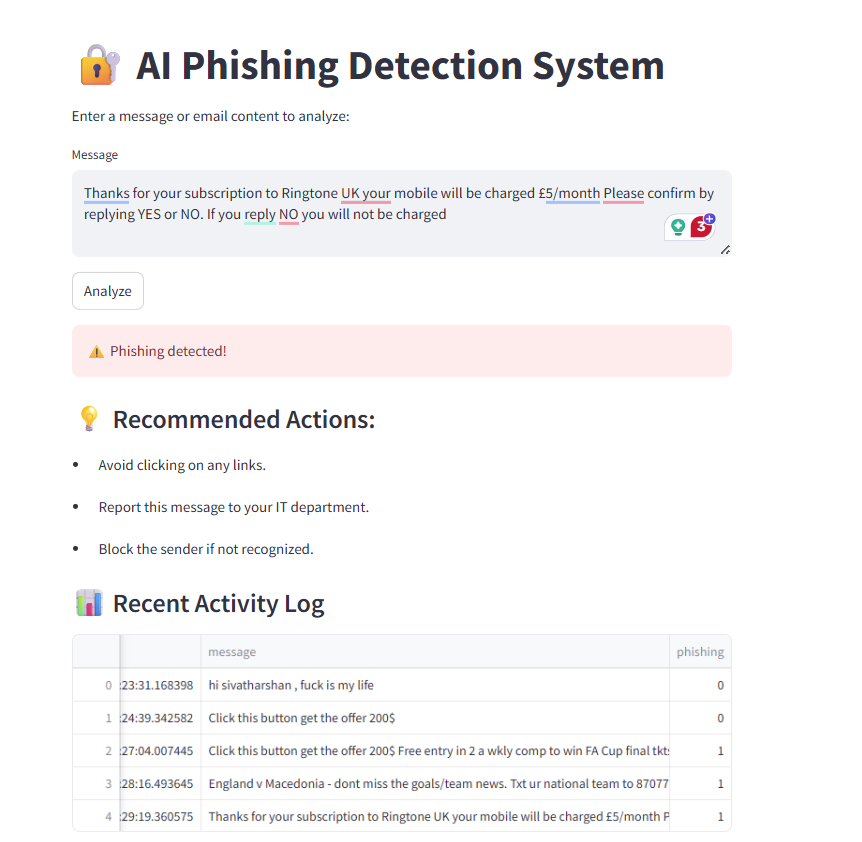 AI Phishing Detection System
Enter a message or email content to analyze:
Message
Thanks for your subscription to Ringtone UK your mobile will be charged £5/month Please confirm by
replying YES or NO. If you reply NO you will not be charged
3
Analyze
Phishing detected!
Recommended Actions:
• Avoid clicking on any links.
• Report this message to your IT department.
• Block the sender if not recognized.
Recent Activity Log
message phishing
0 :23:31.168398 hi sivatharshan , fuck is my life 0
1 :24:39.342582 Click this button get the offer 200$ 0
2 :27:04.007445 Click this button get the offer 200$ Free entry in 2 a wkly comp to win FA Cup final tkts 1
3 :28:16.493645 England v Macedonia - dont miss the goals/team news. Txt ur national team to 87077 1
4 :29:19.360575 Thanks for your subscription to Ringtone UK your mobile will be charged £5/month P 1